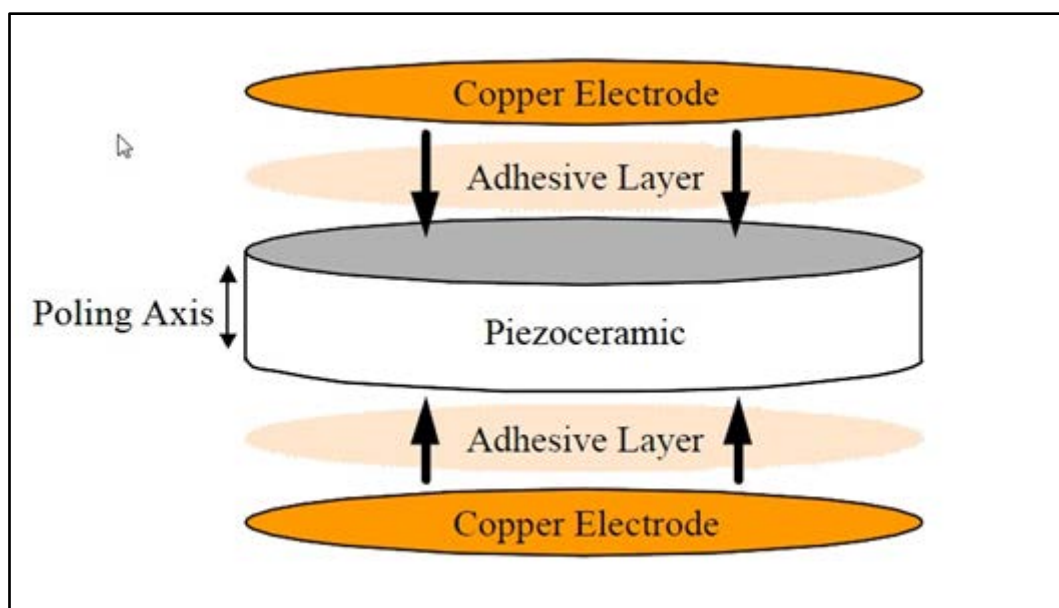 Copper Electrode
Adhesive Layer
Poling Axis
Piezoceramic
Adhesive Layer
Copper Electrode